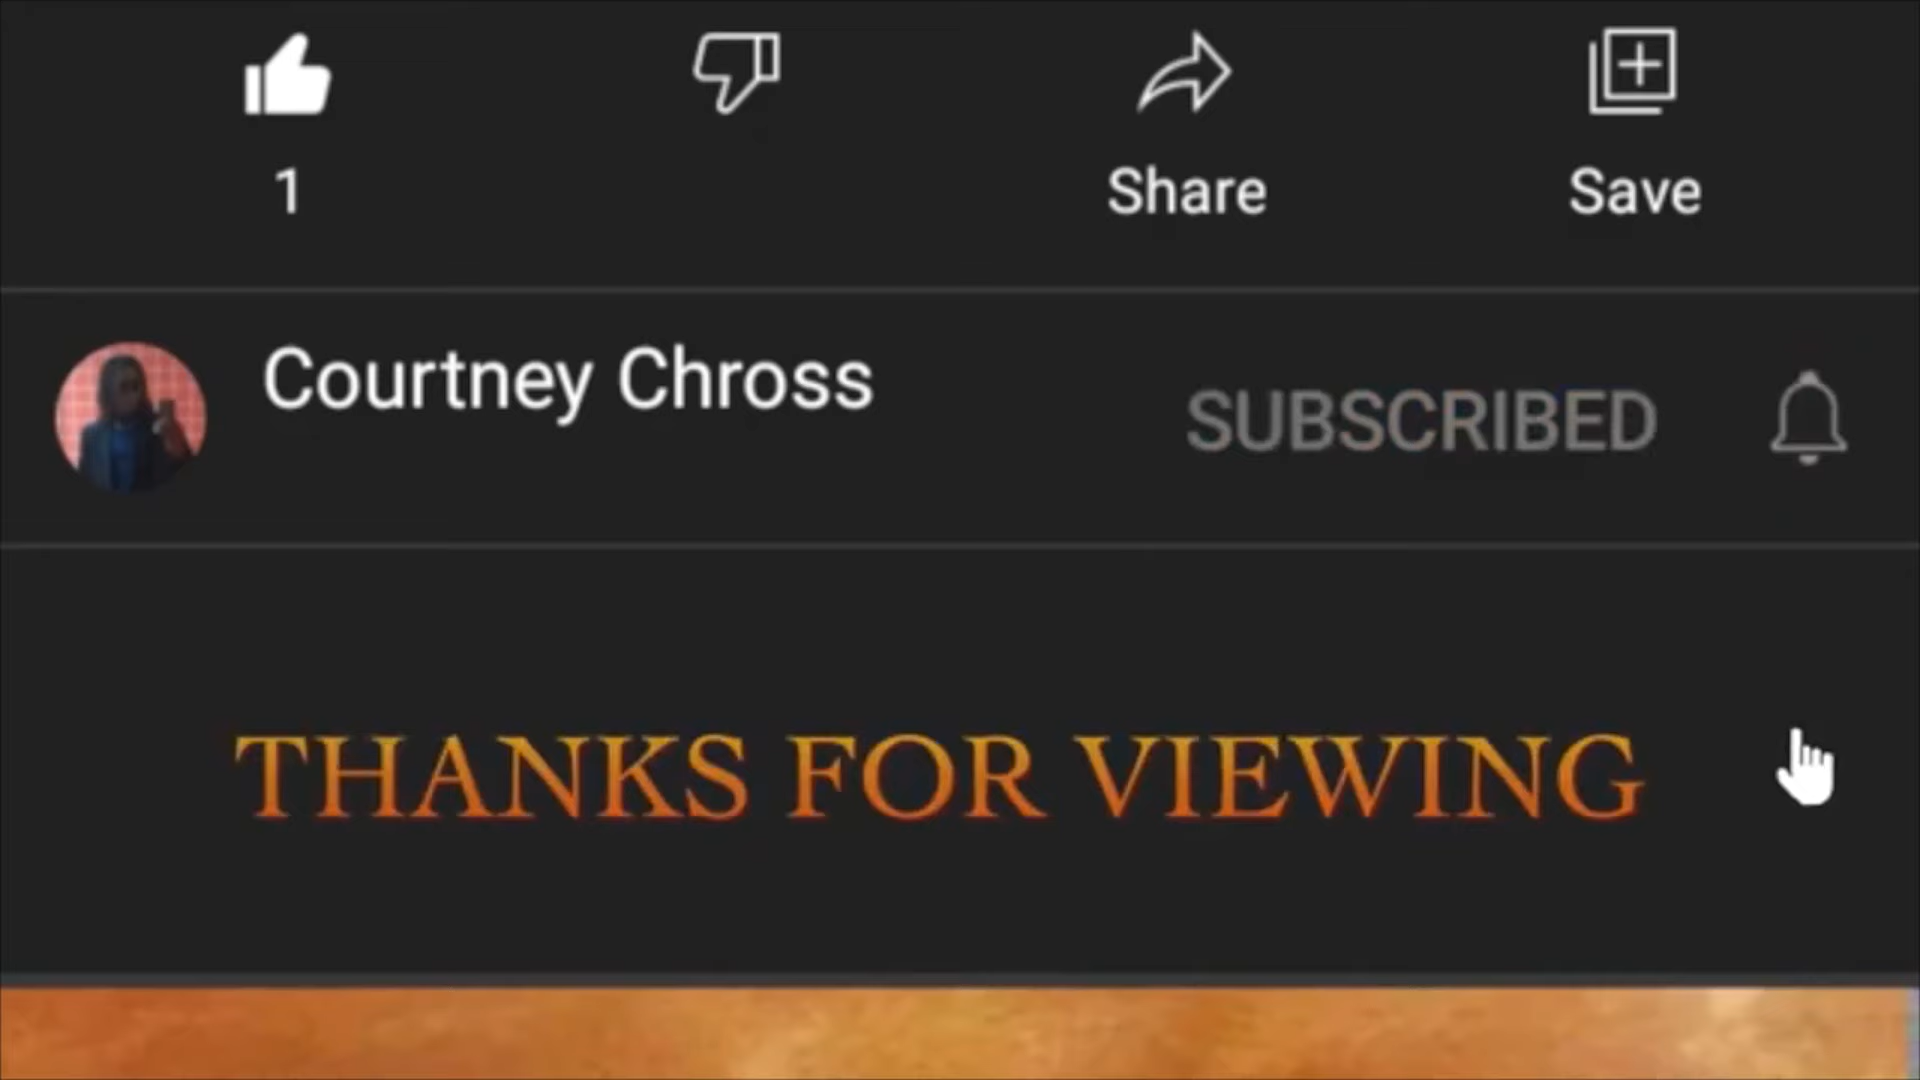 1
Share
Save
Courtney Chross
SUBSCRIBED
THANKS FOR VIEWING